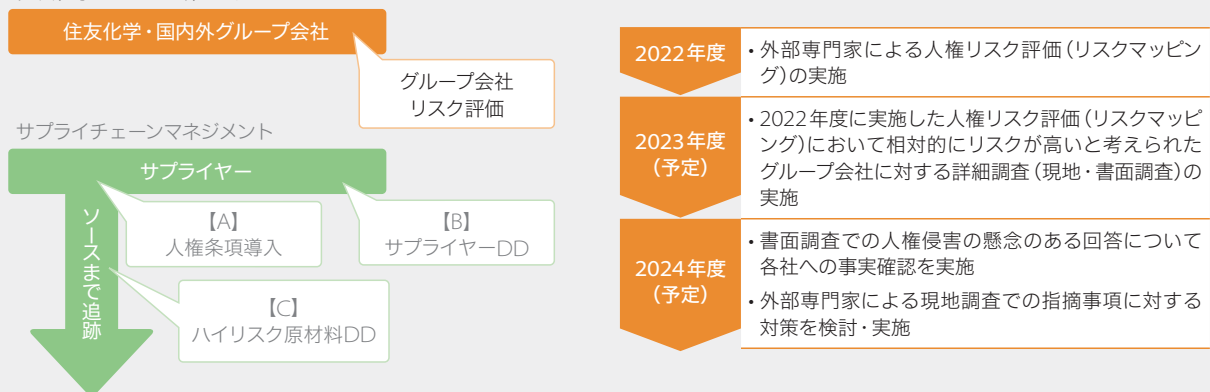 住友化学・国内外グループ会社
グループ会社
リスク評価
サプライチェーンマネジメント
サプライヤー
【A】
人権条項導入
【B】
サプライヤーDD
ソースまで追跡
【C】
ハイリスク原材料DD
2022年度
・外部専門家による人権リスク評価（リスクマッピン
グ）の実施
2023年度
（予定）
・2022年度に実施した人権リスク評価（リスクマッピ
ング）において相対的にリスクが高いと考えられた
グループ会社に対する詳細調査（現地・書面調査）の
実施
2024年度
（予定）
・書面調査での人権侵害の懸念のある回答について
各社への事実確認を実施
・外部専門家による現地調査での指摘事項に対する
対策を検討・実施